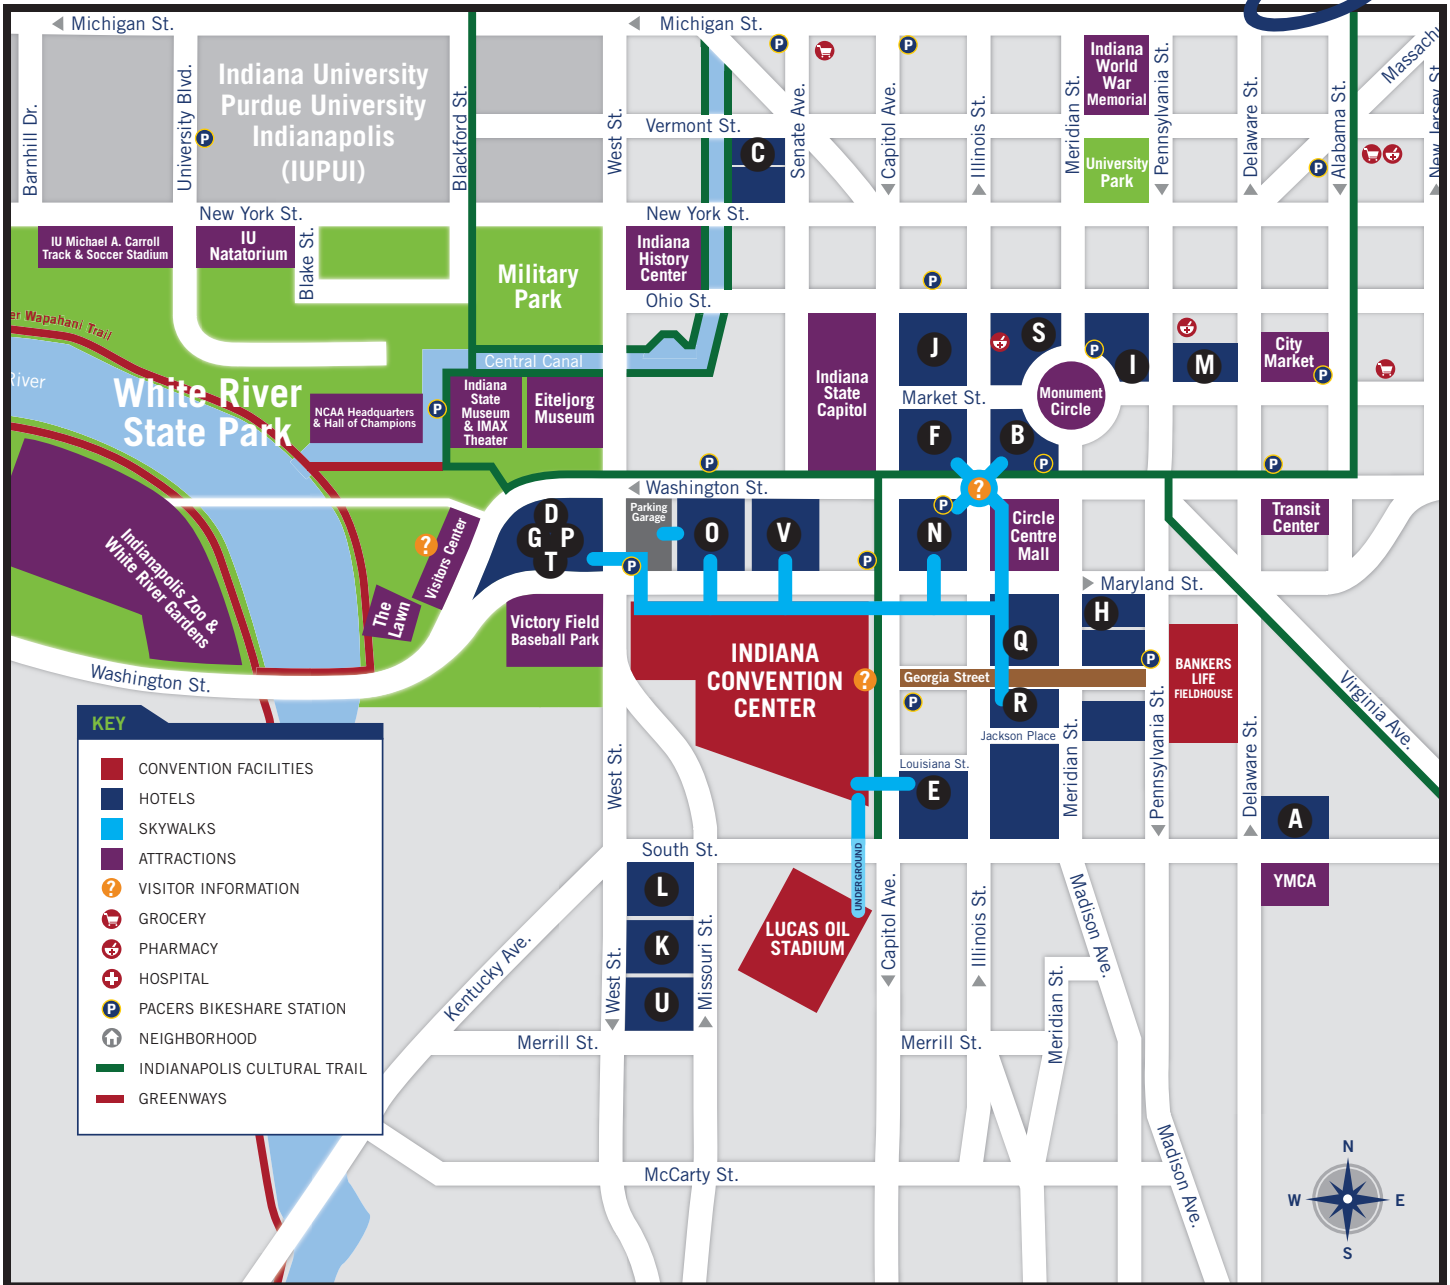 Michigan St.
Michigan St.
Indiana University
Purdue University
Indianapolis
(IUPUI)
Barnhill Dr.
University Blvd.
P
Blackford St.
West St.
Vermont St.
C
P
Senate Ave.
P
Capitol Ave.
Illinois St.
Meridian St.
Indiana
World
War
Memorial
University
Park
Pennsylvania St.
Delaware St.
P
Alabama St.
New Jersey St.
New York St.
New York St.
IU Michael A. Carroll
Track & Soccer Stadium
IU
Natatorium
Blake St.
Military
Park
Indiana
History
Center
Ohio St.
P
Wapahani Trail
River
White River
State Park
Central Canal
NCAA Headquarters
& Hall of Champions
P
Indiana
State
Museum
& IMAX
Theater
Eiteljorg
Museum
Indiana
State
Capitol
J
S
P
I
M
City
Market
P
Market St.
Monument
Circle
F
B
P
P
P
Washington St.
?
Parking
Garage
D
G P
T
O
V
P
N
Circle
Centre
Mall
Transit
Center
P
P
Maryland St.
Indianapolis Zoo &
White River Gardens
?
Visitors Center
The
Lawn
Victory Field
Baseball Park
INDIANA
CONVENTION
CENTER
?
Q
H
Georgia Street
P
BANKERS
LIFE
FIELDHOUSE
P
R
Jackson Place
Washington St.
Virginia Ave.
West St.
Louisiana St.
E
Meridian St.
Pennsylvania St.
Delaware St.
A
South St.
UNDERGROUND
YMCA
L
K
U
LUCAS OIL
STADIUM
Kentucky Ave.
West St.
Missouri St.
Capitol Ave.
Illinois St.
Madison Ave.
Meridian St.
Merrill St.
Merrill St.
McCarty St.
Madison Ave.
KEY
CONVENTION FACILITIES
HOTELS
SKYWALKS
ATTRACTIONS
? VISITOR INFORMATION
GROCERY
PHARMACY
HOSPITAL
P PACERS BIKESHARE STATION
NEIGHBORHOOD
INDIANAPOLIS CULTURAL TRAIL
GREENWAYS
N
W E
S